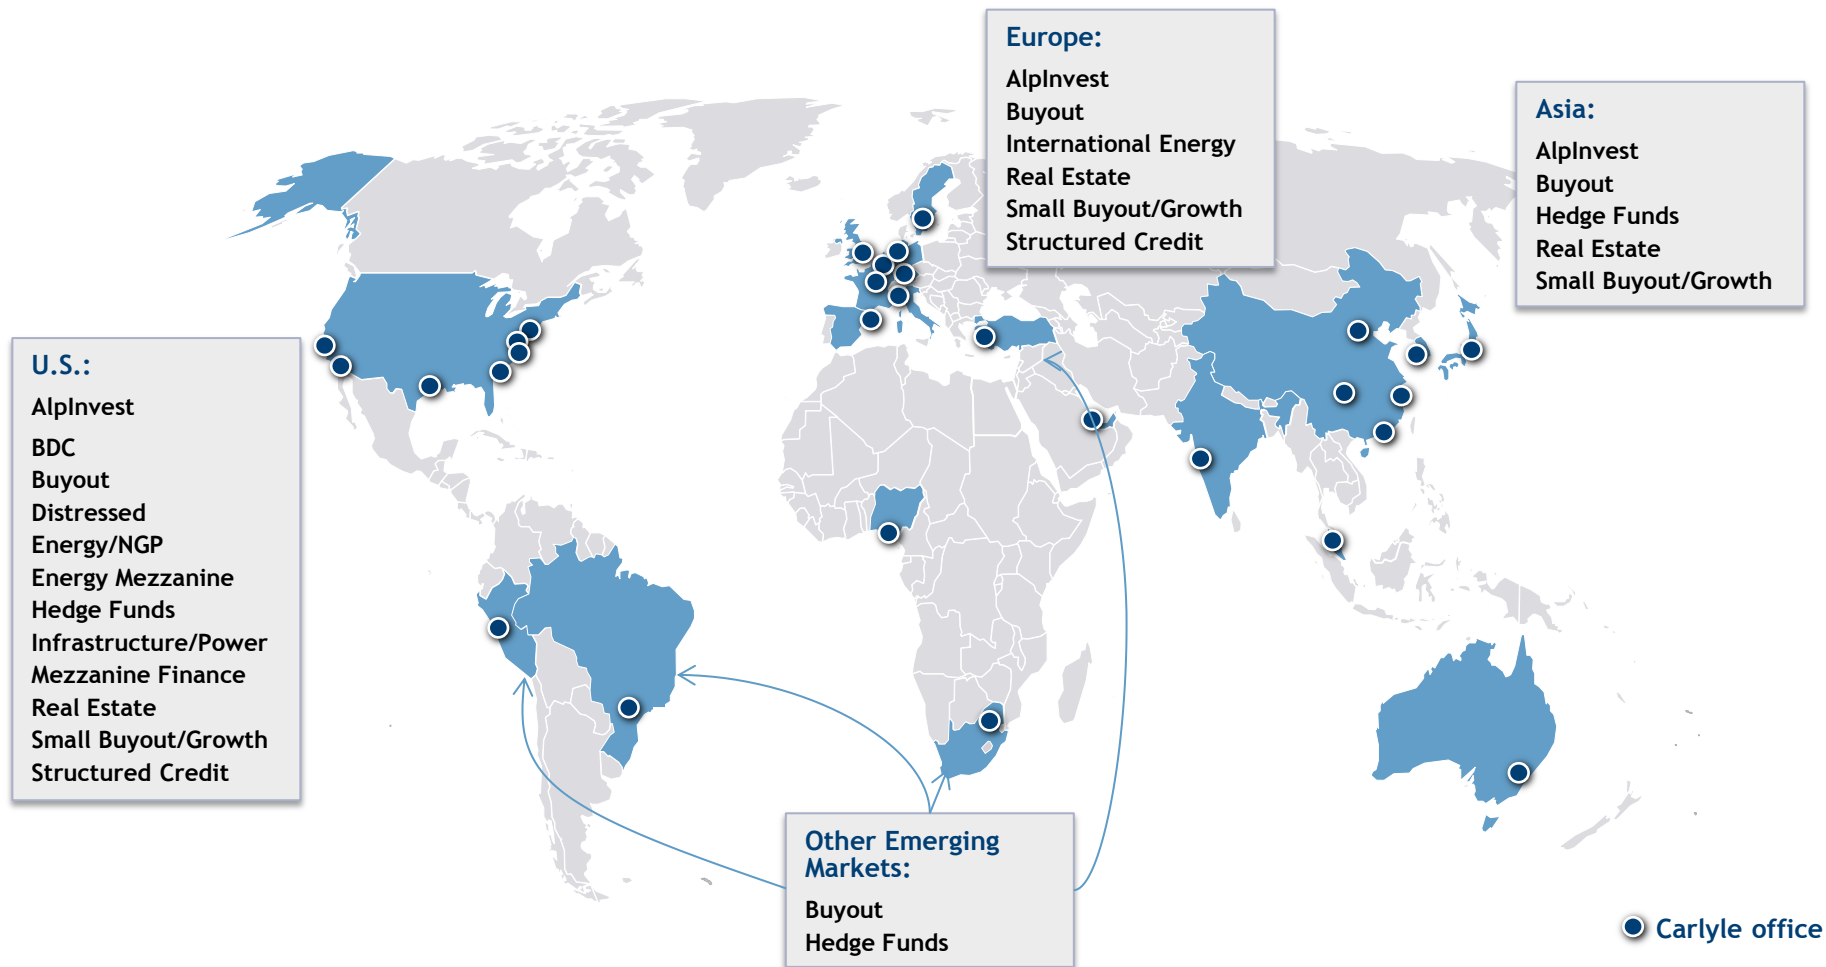 Europe:
AlpInvest
Buyout
International Energy
Real Estate
Small Buyout/Growth
Structured Credit
Asia:
AlpInvest
Buyout
Hedge Funds
Real Estate
Small Buyout/Growth
U.S.:
AlpInvest
BDC
Buyout
Distressed
Energy/NGP
Energy Mezzanine
Hedge Funds
Infrastructure/Power
Mezzanine Finance
Real Estate
Small Buyout/Growth
Structured Credit
Other Emerging
Markets:
Buyout
Hedge Funds
Carlyle office